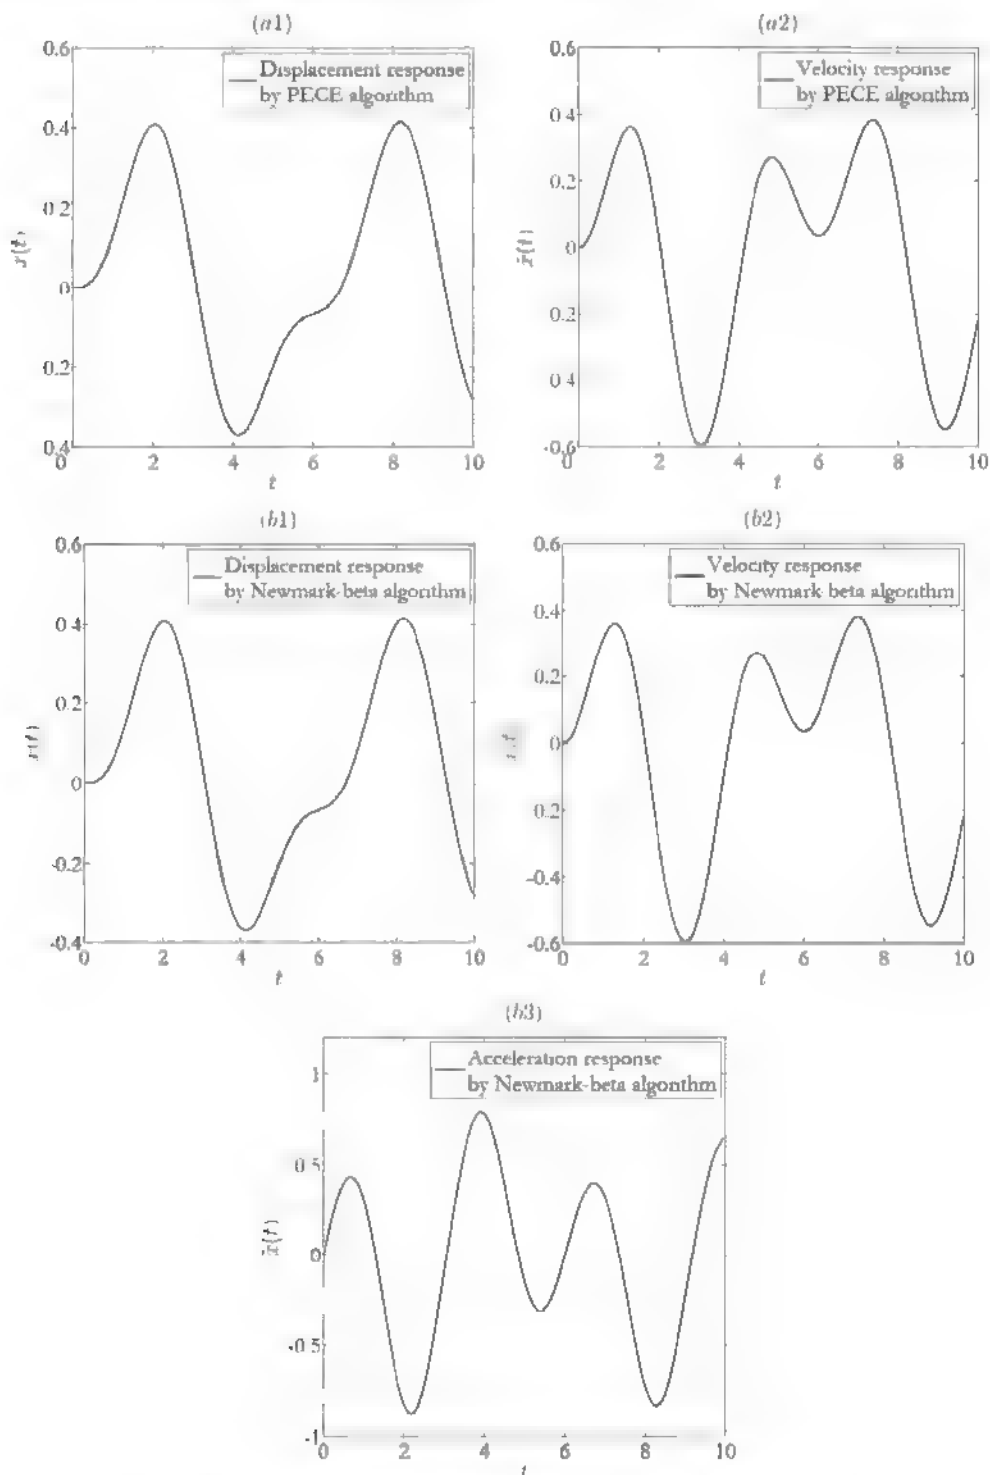 (a1)
0.6
Displacement response
by PECE algorithm
0.4
0.2
x(t)
0
0.2
0.4
0 2 4 6 8 10
t
(a2)
0.6
Velocity response
by PECE algorithm
0.4
0.2
ẋ(t)
0
0.2
0.4
-0.6
0 2 4 6 8 10
t
(b1)
0.6
Displacement response
by Newmark-beta algorithm
0.4
0.2
x(t)
0
-0.2
-0.4
0 2 4 6 8 10
t
(b2)
0.6
Velocity response
by Newmark beta algorithm
0.4
0.2
0
0.2
-0.4
-0.6
0 2 4 6 8 10
t
(b3)
Acceleration response
by Newmark-beta algorithm
1
0.5
ẍ(t)
0
-0.5
-1
0 2 4 6 8 10
t